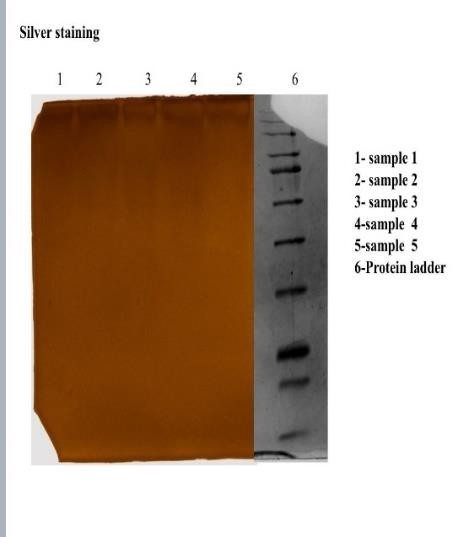 Silver staining
1 2 3 4 5 6
1- sample 1
2- sample 2
3- sample 3
4-sample 4
5-sample 5
6-Protein ladder